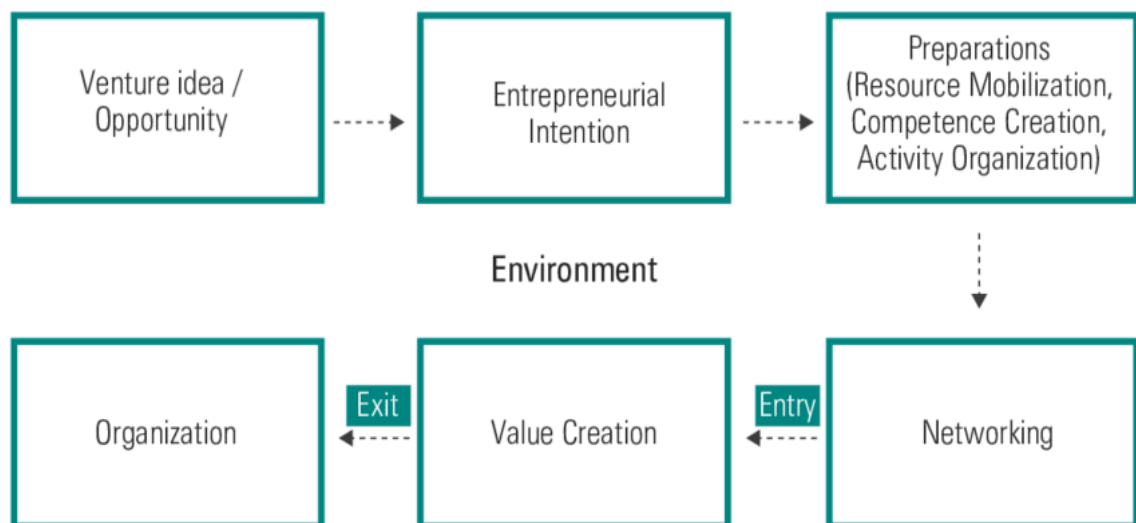 Venture idea /
Opportunity
Entrepreneurial
Intention
Preparations
(Resource Mobilization,
Competence Creation,
Activity Organization)
Environment
Organization
Exit
Value Creation
Entry
Networking